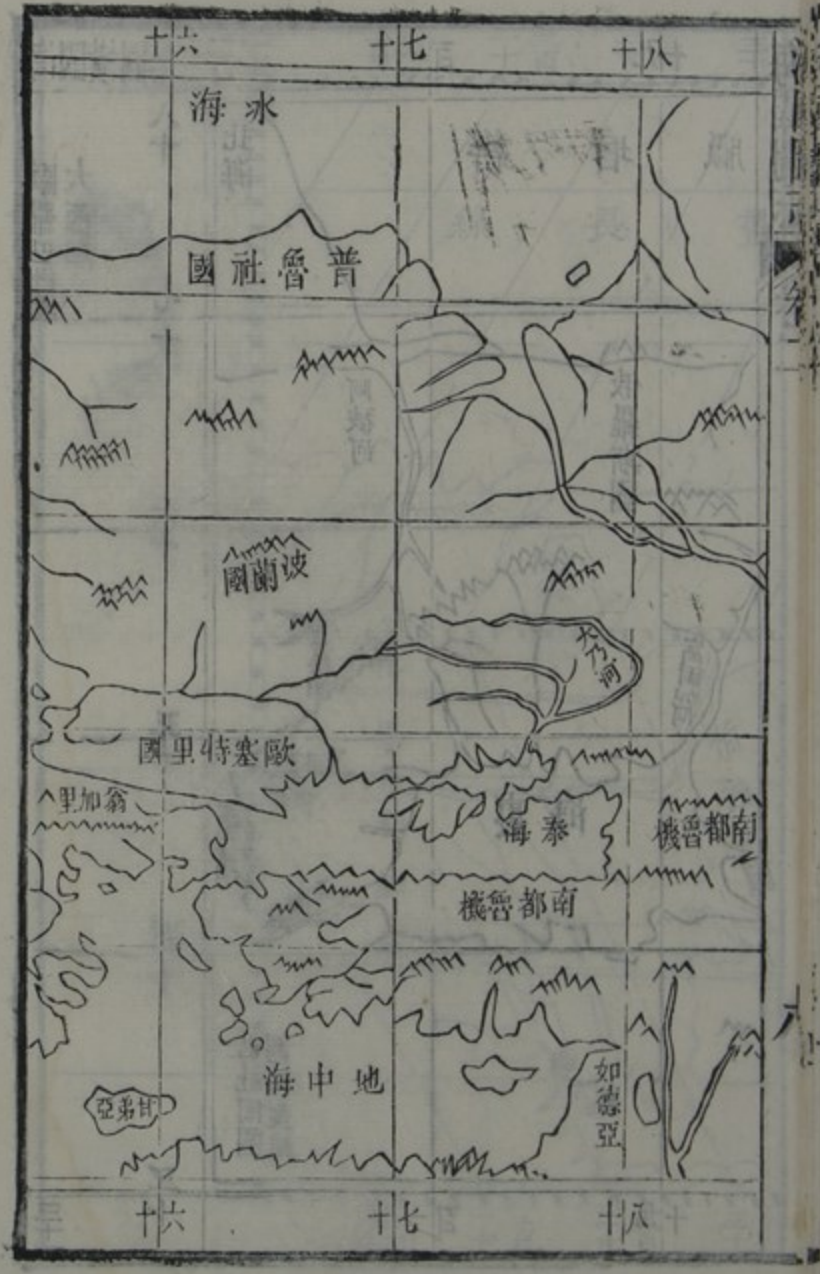 十八
十七
十六
冰海
普魯社國
波蘭國
大乃河
歐塞特里國
翁加里
泰海
南都魯機
南都魯機
地中海
如德亞
甘弟亞
十八
十七
十六